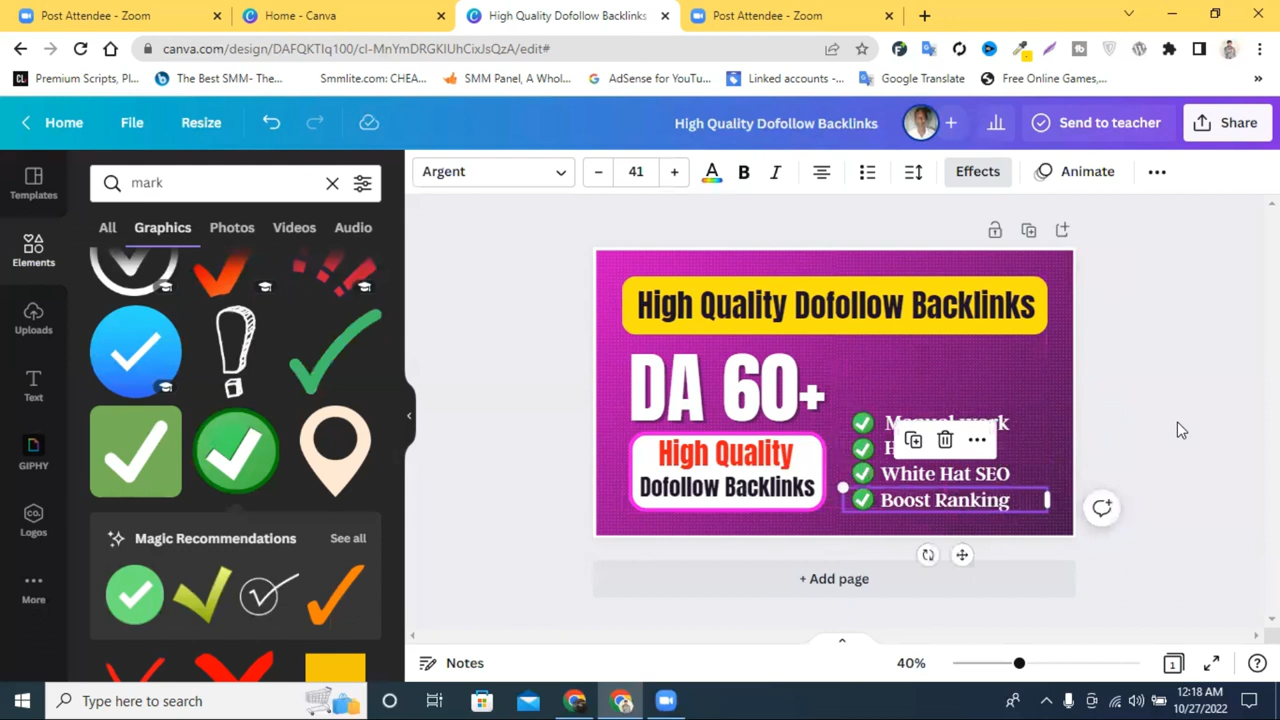 Post Attendee - Zoom
Home - Canva
High Quality Dofollow Backlinks
Post Attendee - Zoom
canva.com/design/DAFQKTIq100/cI-MnYmDRGKIUhCixJsQzA/edit#
Premium Scripts, Pl...
The Best SMM- The...
Smmlite.com: CHEA...
SMM Panel, A Whol...
AdSense for YouTu...
Linked accounts -...
Google Translate
Free Online Games,...
Home
File
Resize
High Quality Dofollow Backlinks
Send to teacher
Share
Templates
Elements
Uploads
Text
GIPHY
CO.
Logos
More
mark
All
Graphics
Photos
Videos
Audio
Magic Recommendations
See all
Argent
41
A
B
I
Effects
Animate
High Quality Dofollow Backlinks
DA 60+
High Quality
Dofollow Backlinks
White Hat SEO
Boost Ranking
+ Add page
Notes
40%
1
Type here to search
12:18 AM
10/27/2022